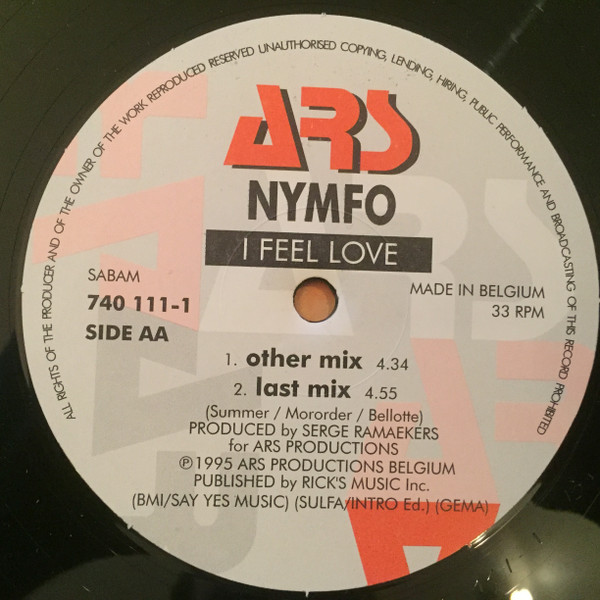 ALL RIGHTS OF THE PRODUCER AND OF THE OWNER OF THE WORK REPRODUCED RESERVED UNAUTHORISED COPYING, LENDING, HIRING, PUBLIC PERFORMANCE AND BROADCASTING OF THIS RECORD PROHIBITED
ARS
NYMFO
I FEEL LOVE
SABAM
740 111-1
SIDE AA
MADE IN BELGIUM
33 RPM
1. other mix 4.34
2. last mix 4.55
(Summer / Mororder / Bellotte)
PRODUCED by SERGE RAMAEKERS
for ARS PRODUCTIONS
℗ 1995 ARS PRODUCTIONS BELGIUM
PUBLISHED by RICK'S MUSIC Inc.
(BMI/SAY YES MUSIC) (SULFA/INTRO Ed.) (GEMA)